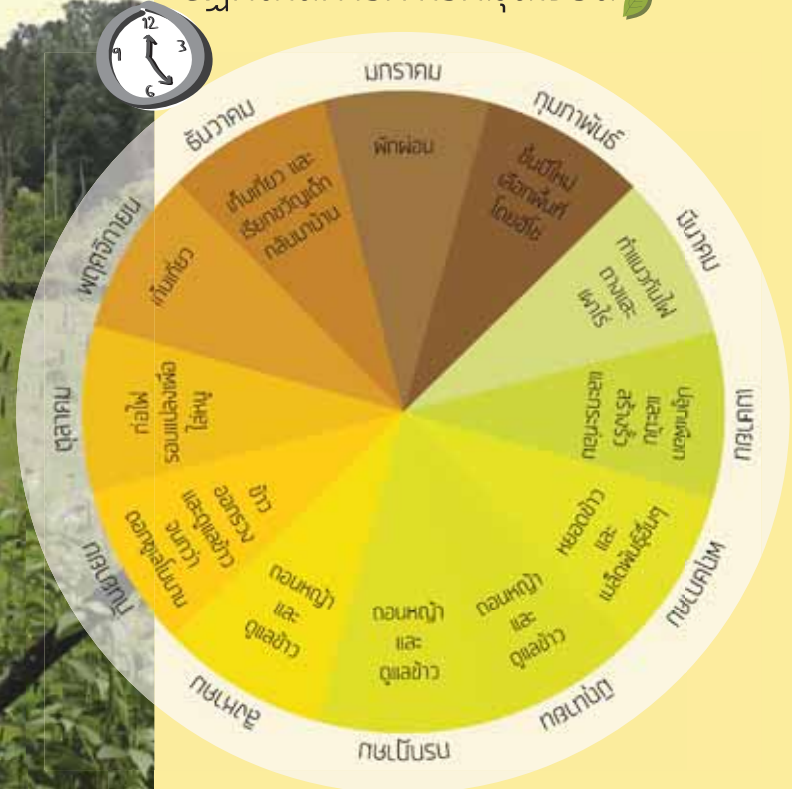 12
3
6
9
มกราคม
พักผ่อน
กุมภาพันธ์
ขึ้นปีใหม่
เลือกพื้นที่
โดยฮีโข่
มีนาคม
ทำแนวกันไฟ
ถางและ
เผาไร่
เมษายน
ปลูกเผือก
และมัน
สร้างรั้ว
และกระท่อม
พฤษภาคม
หยอดข้าว
และ
เมล็ดพันธุ์อื่นๆ
มิถุนายน
ถอนหญ้า
และ
ดูแลข้าว
กรกฎาคม
ถอนหญ้า
และ
ดูแลข้าว
สิงหาคม
ถอนหญ้า
และ
ดูแลข้าว
กันยายน
ข้าว
ออกรวง
และดูแลข้าว
จนกว่า
ดอกดูเลโนบาน
ตุลาคม
ไล่หนู
รอบแปลงเพื่อ
ก่อไฟ
พฤศจิกายน
เก็บเกี่ยว
ธันวาคม
เก็บเกี่ยว และ
เรียกขวัญเด็ก
กลับมาบ้าน